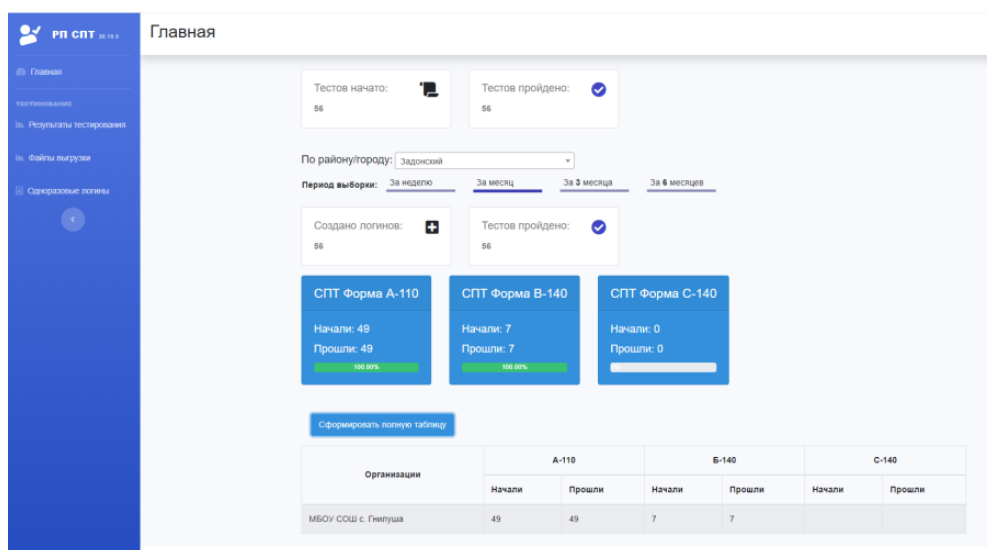 РП СПТ
Главная
Главная
ТЕСТИРОВАНИЕ
Результаты тестирования
Файлы выгрузки
Одноразовые логины
Тестов начато:
56
Тестов пройдено:
56
По району/городу: Задонский
Период выборки: За неделю За месяц За 3 месяца За 6 месяцев
Создано логинов:
56
Тестов пройдено:
56
СПТ Форма A-110
Начали: 49
Прошли: 49
100.00%
СПТ Форма B-140
Начали: 7
Прошли: 7
100.00%
СПТ Форма C-140
Начали: 0
Прошли: 0
Сформировать полную таблицу
Организации A-110 Б-140 C-140
Начали Прошли Начали Прошли Начали Прошли
МБОУ СОШ с. Гнилуша 49 49 7 7